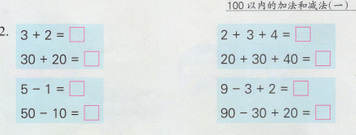 100以内的加法和减法(一)
2. 3 + 2 = □ 2 + 3 + 4 = □
30 + 20 = □ 20 + 30 + 40 = □
5 - 1 = □ 9 - 3 + 2 = □
50 - 10 = □ 90 - 30 + 20 = □